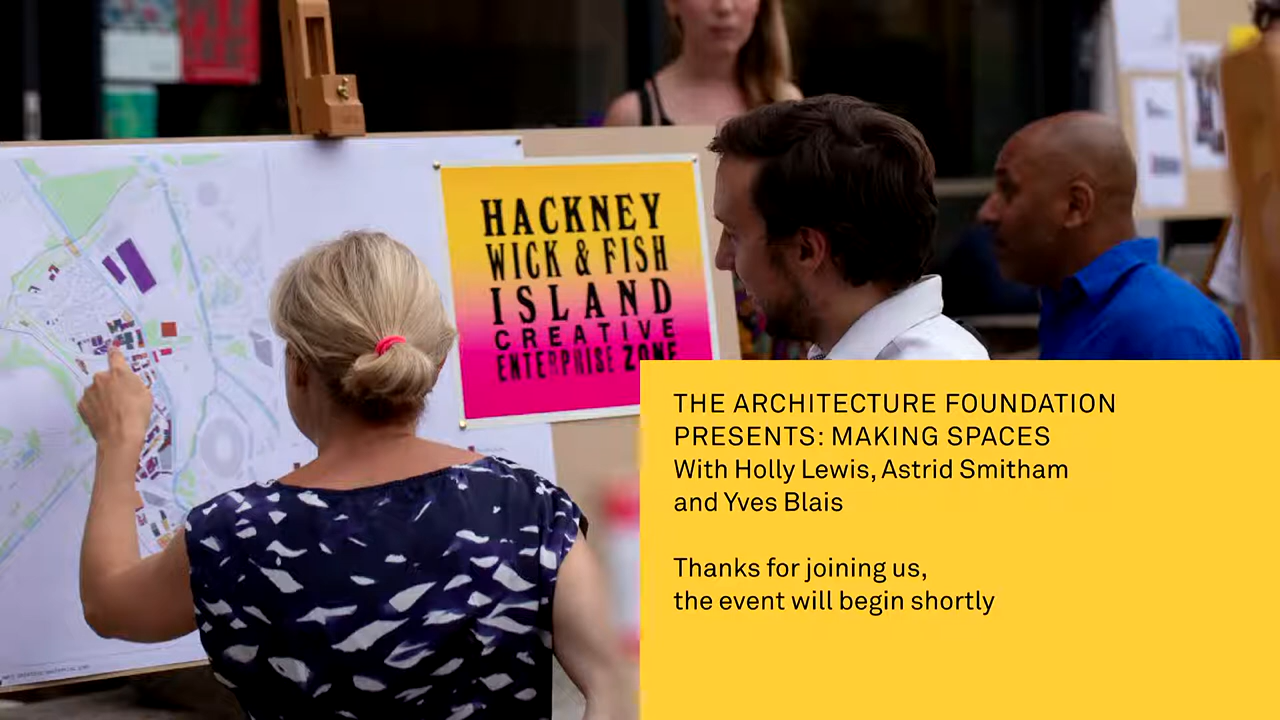 HACKNEY
WICK & FISH
ISLAND
CREATIVE
ENTERPRISE ZONE
THE ARCHITECTURE FOUNDATION
PRESENTS: MAKING SPACES
With Holly Lewis, Astrid Smitham
and Yves Blais
Thanks for joining us,
the event will begin shortly